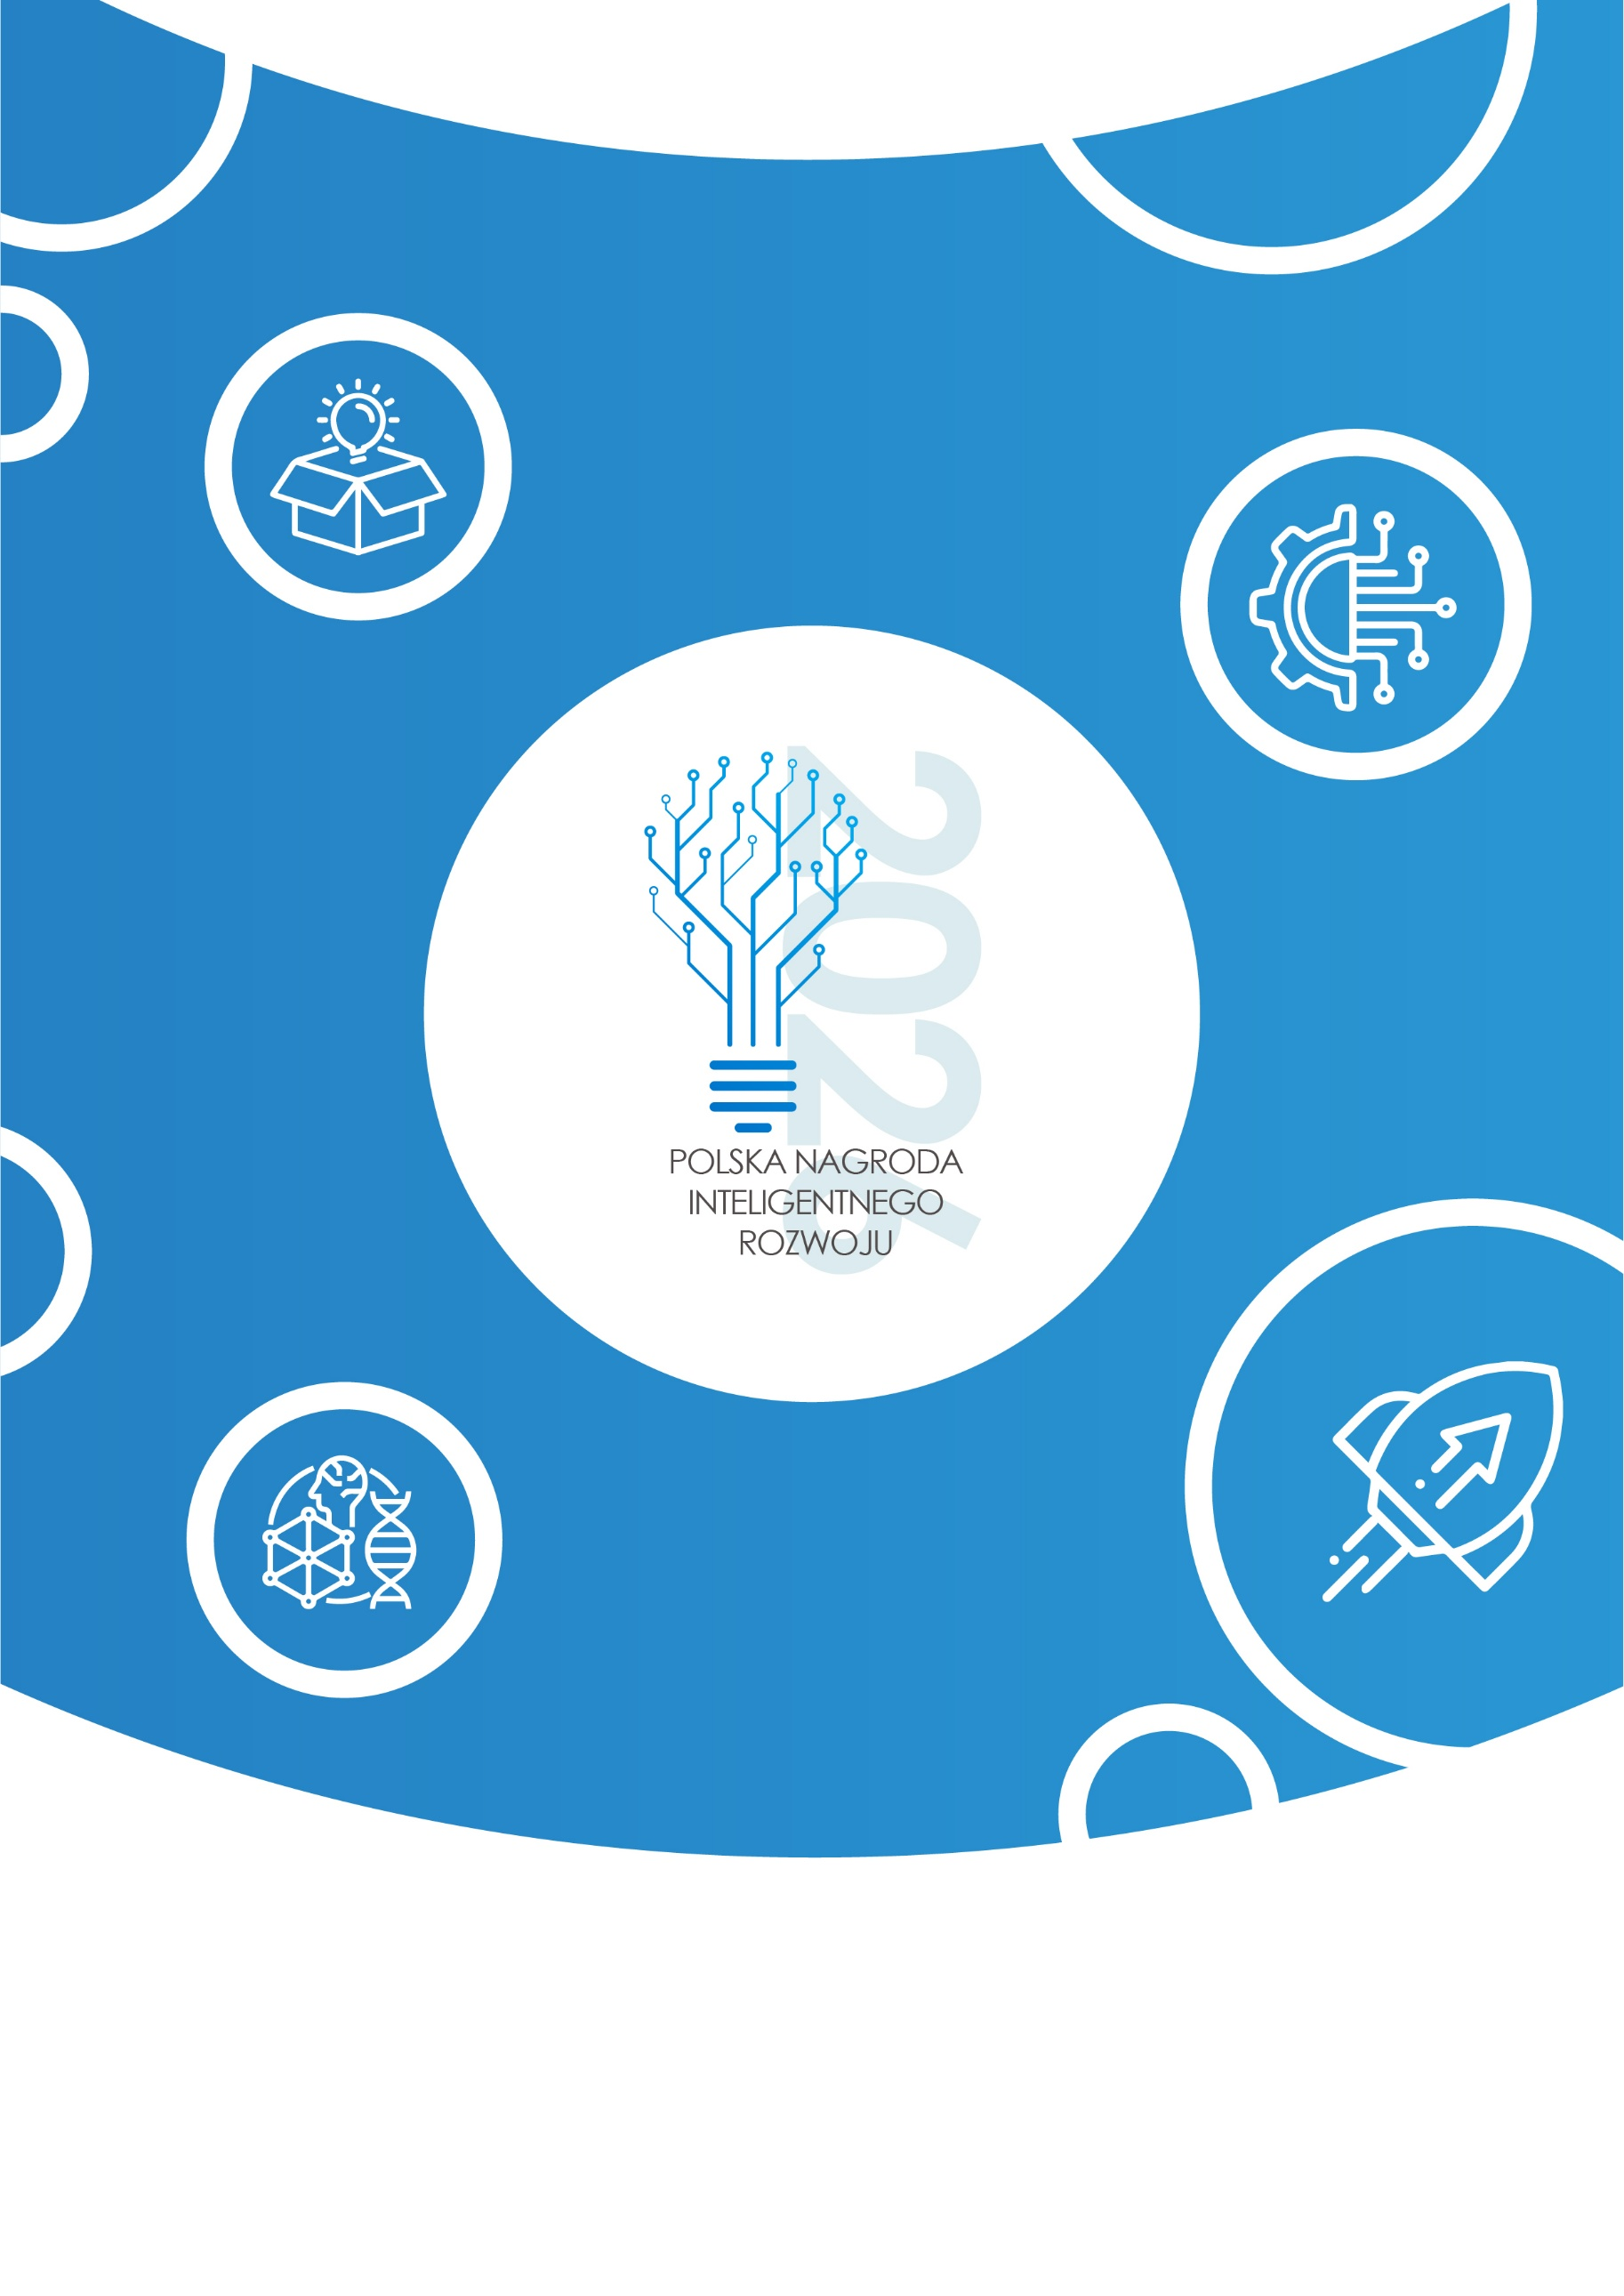 2026
POLSKA NAGRODA
INTELIGENTNEGO
ROZWOJU